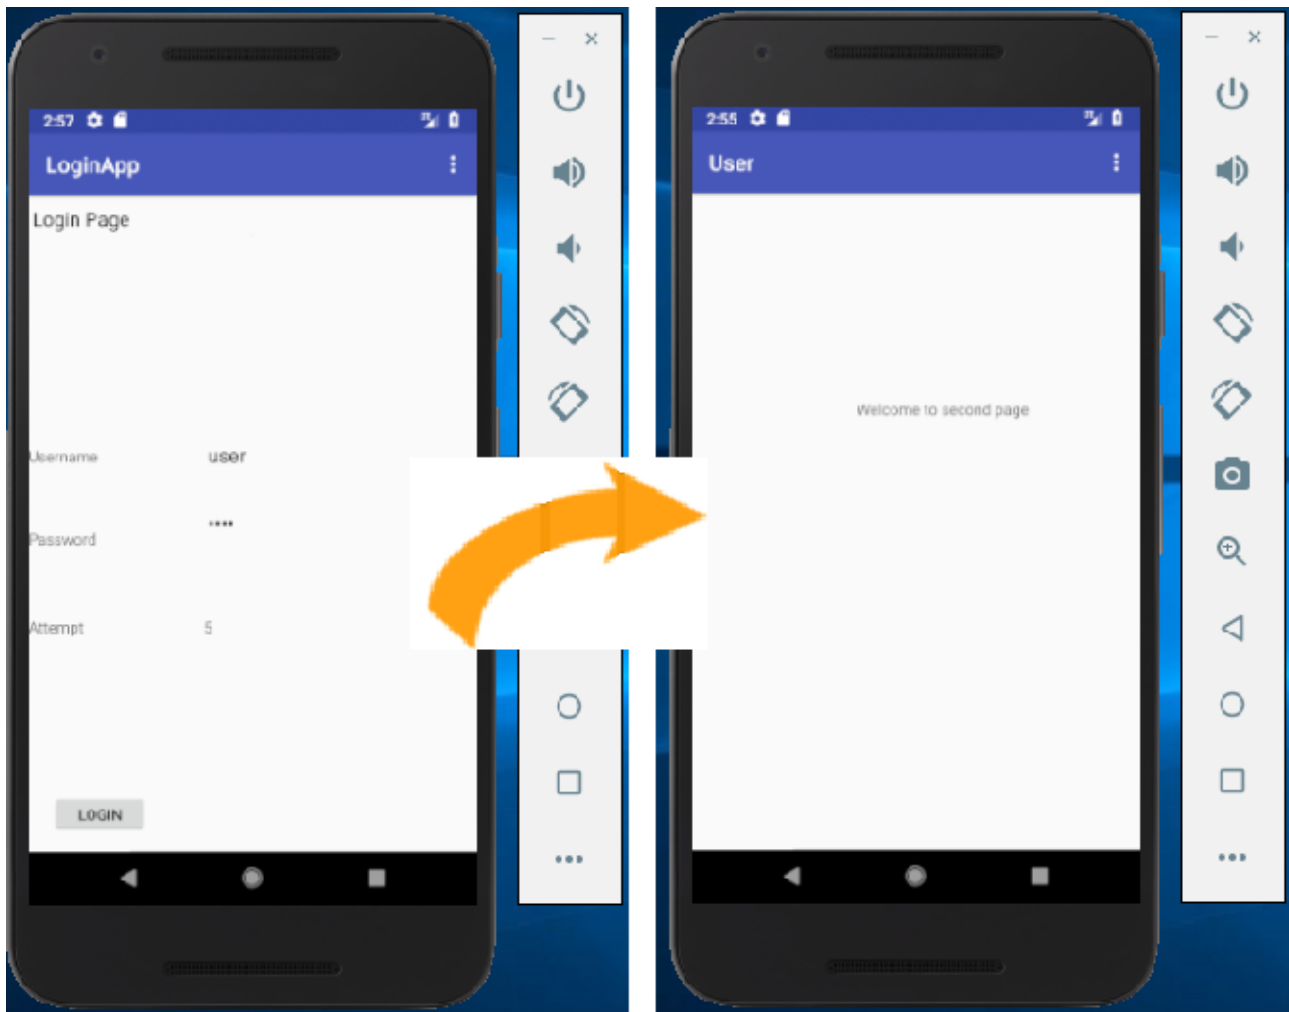 2:57
LoginApp
Login Page
Username user
Password ••••
Attempt 5
LOGIN
2:55
User
Welcome to second page